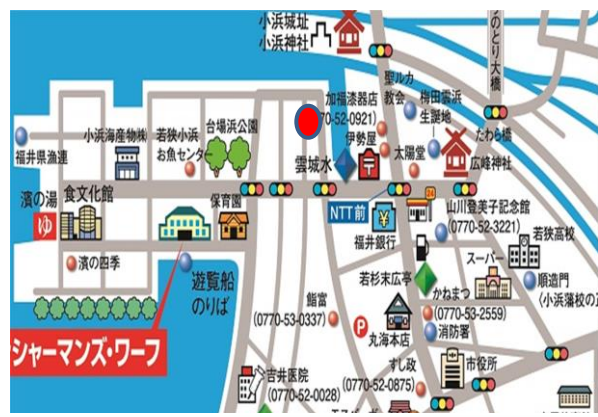 小浜城址
小浜神社
つのとり大橋
加福漆器店
70-52-0921)
聖ルカ
教会
梅田雲浜
生誕地
小浜海産物㈱
若狭小浜
お魚センタ
台場浜公園
伊勢屋
たわら橋
福井県漁連
雲城水
太陽堂
広峰神社
濱の湯
ゆ
食文化館
保育園
NTT前
24
山川登美子記念館
(0770-52-3221)
福井銀行
若狭高校
濱の四季
遊覧船
のりば
若杉末広亭
スーパー
順造門
(小浜藩校の正
鮨富
(0770-53-0337)
かねまつ
(0770-53-2559)
P
丸海本店
消防署
シャーマンズ・ワーフ
すし政
(0770-52-0875)
市役所
吉井医院
(0770-52-0028)